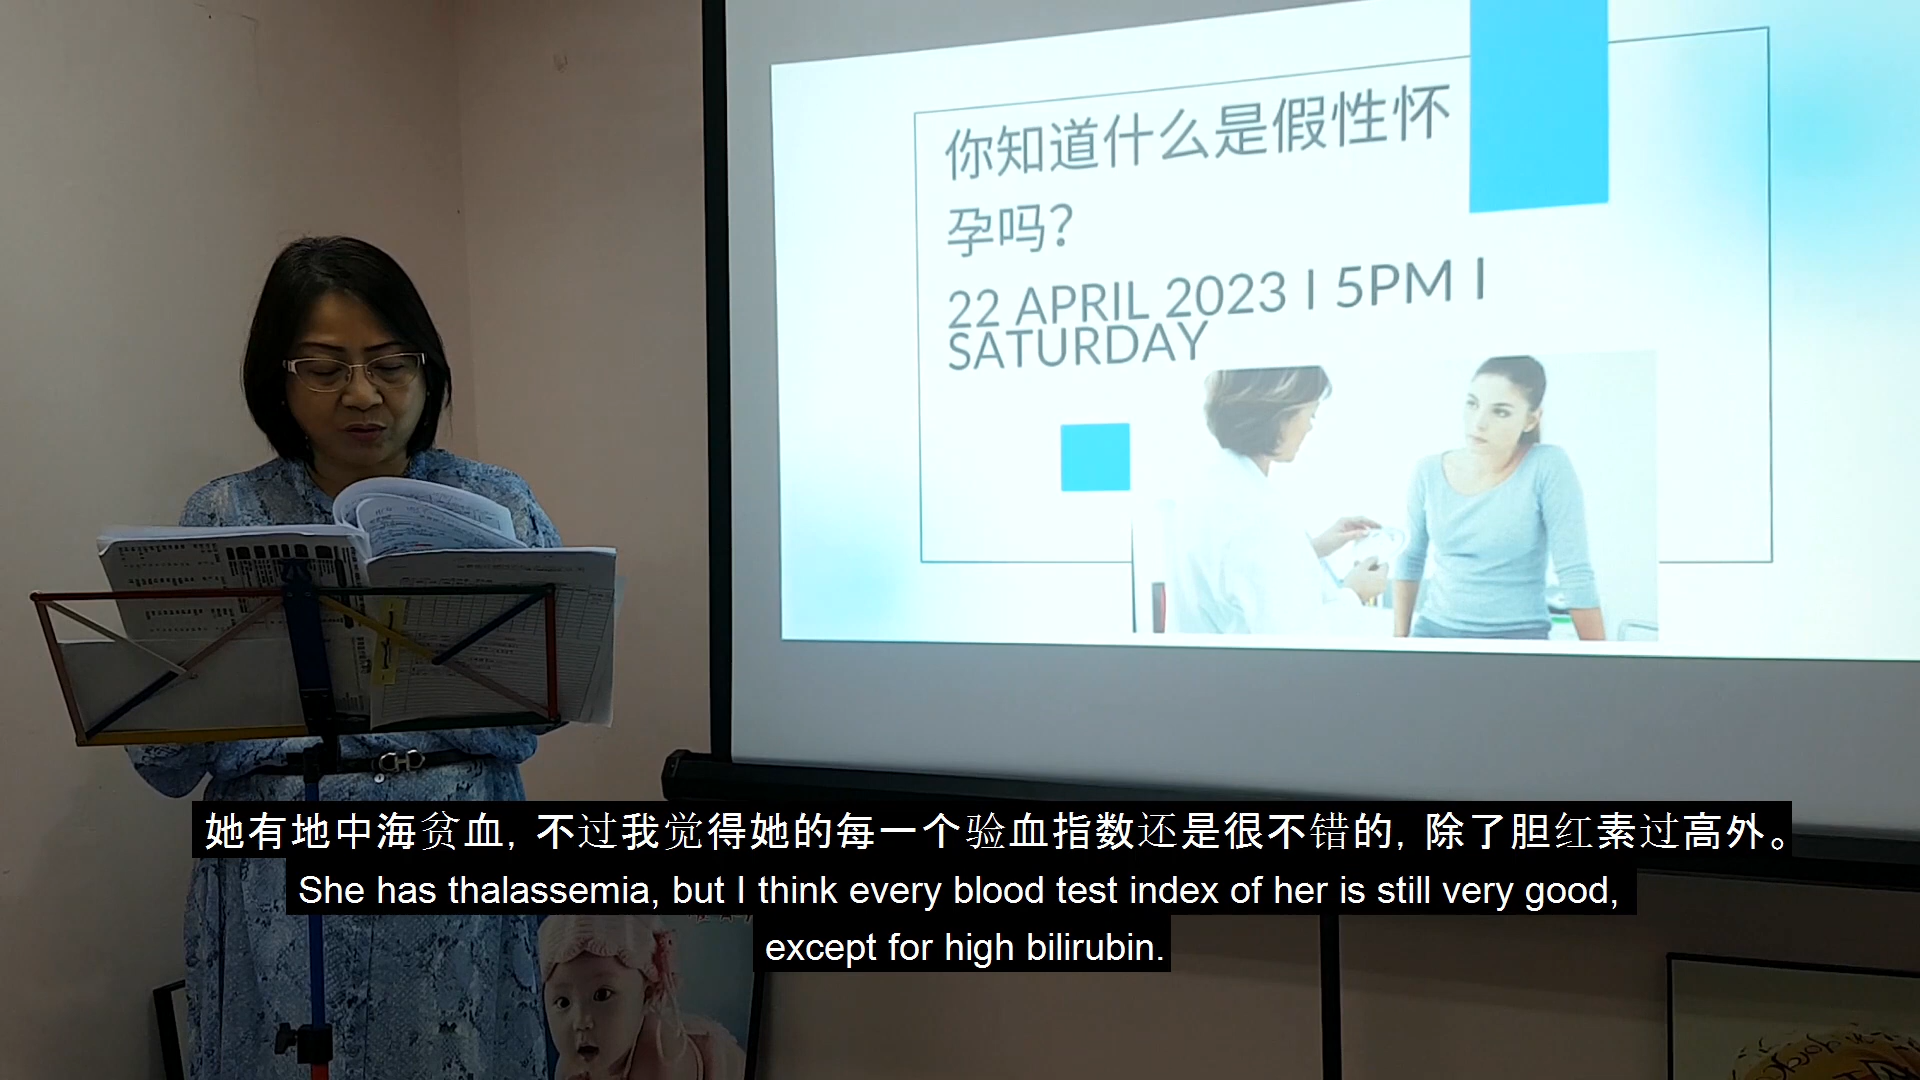 你知道什么是假性怀
孕吗？
22 APRIL 2023 I 5PM I
SATURDAY
她有地中海贫血, 不过我觉得她的每一个验血指数还是很不错的, 除了胆红素过高外。
She has thalassemia, but I think every blood test index of her is still very good,
except for high bilirubin.